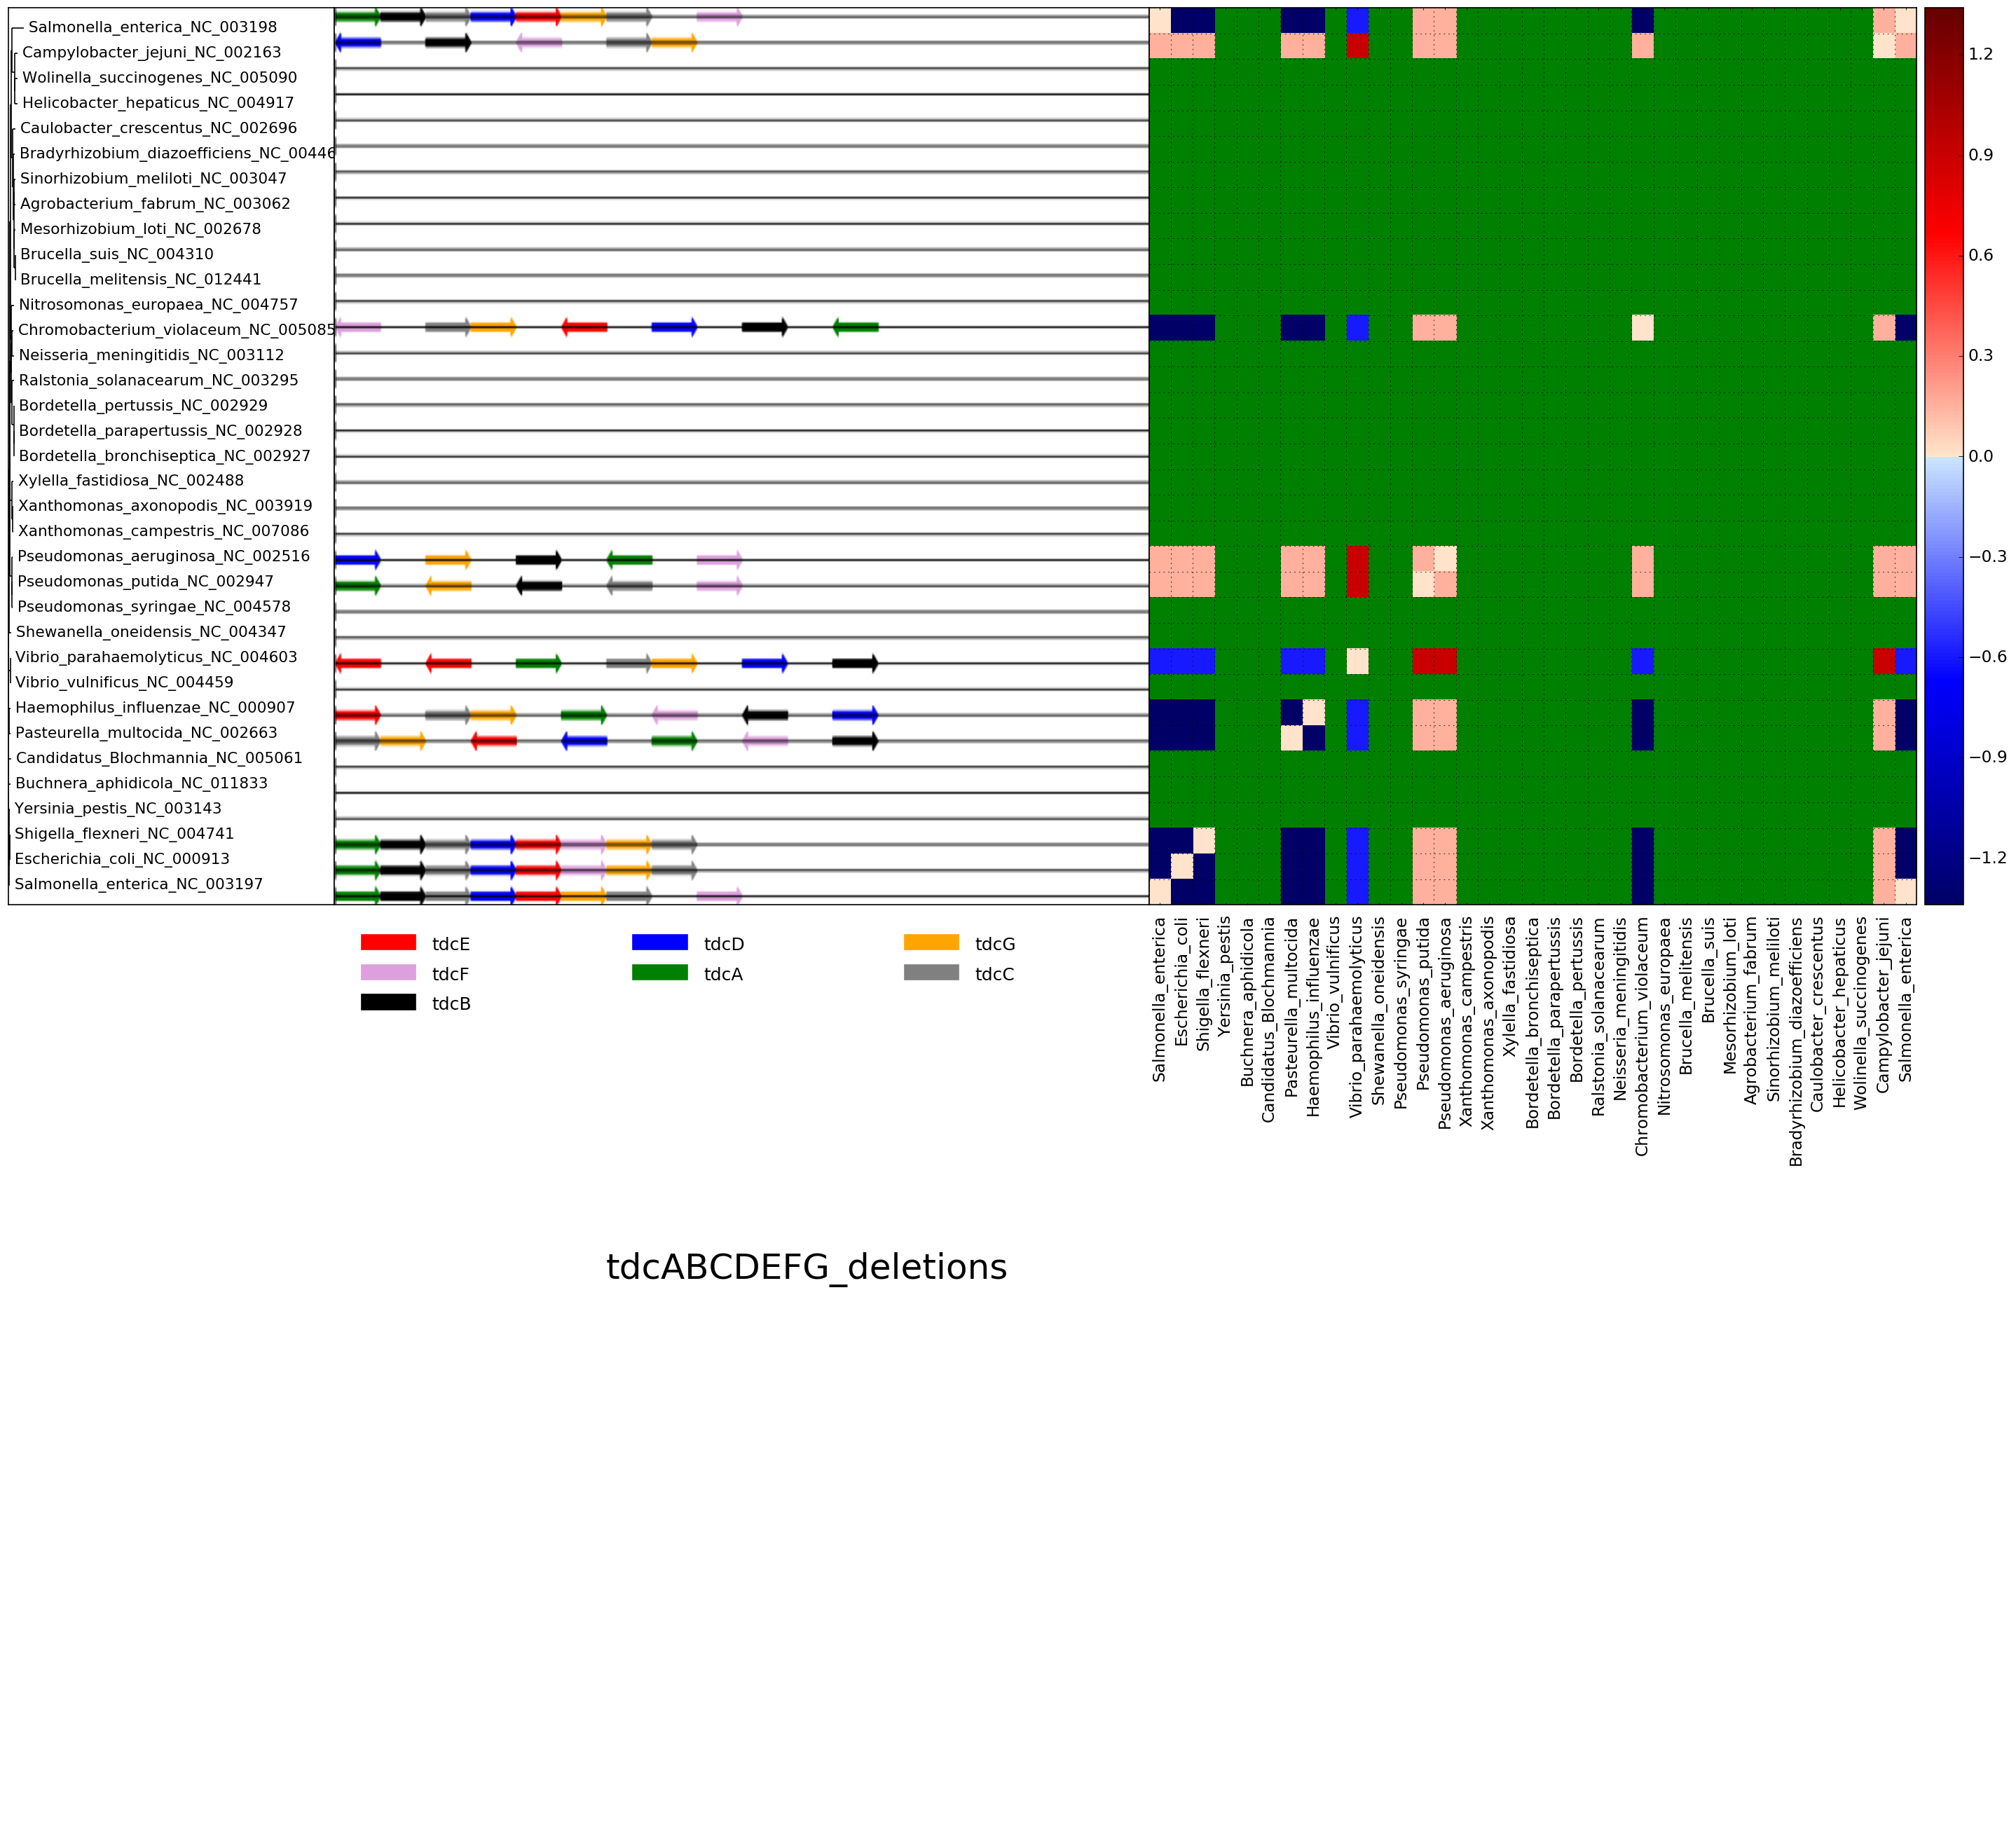 Salmonella_enterica_NC_003198
Campylobacter_jejuni_NC_002163
Wolinella_succinogenes_NC_005090
Helicobacter_hepaticus_NC_004917
Caulobacter_crescentus_NC_002696
Bradyrhizobium_diazoefficiens_NC_00446
Sinorhizobium_meliloti_NC_003047
Agrobacterium_fabrum_NC_003062
Mesorhizobium_loti_NC_002678
Brucella_suis_NC_004310
Brucella_melitensis_NC_012441
Nitrosomonas_europaea_NC_004757
Chromobacterium_violaceum_NC_005085
Neisseria_meningitidis_NC_003112
Ralstonia_solanacearum_NC_003295
Bordetella_pertussis_NC_002929
Bordetella_parapertussis_NC_002928
Bordetella_bronchiseptica_NC_002927
Xylella_fastidiosa_NC_002488
Xanthomonas_axonopodis_NC_003919
Xanthomonas_campestris_NC_007086
Pseudomonas_aeruginosa_NC_002516
Pseudomonas_putida_NC_002947
Pseudomonas_syringae_NC_004578
Shewanella_oneidensis_NC_004347
Vibrio_parahaemolyticus_NC_004603
Vibrio_vulnificus_NC_004459
Haemophilus_influenzae_NC_000907
Pasteurella_multocida_NC_002663
Candidatus_Blochmannia_NC_005061
Buchnera_aphidicola_NC_011833
Yersinia_pestis_NC_003143
Shigella_flexneri_NC_004741
Escherichia_coli_NC_000913
Salmonella_enterica_NC_003197
1.2
0.9
0.6
0.3
0.0
−0.3
−0.6
−0.9
−1.2
Salmonella_enterica
Escherichia_coli
Shigella_flexneri
Yersinia_pestis
Buchnera_aphidicola
Candidatus_Blochmannia
Pasteurella_multocida
Haemophilus_influenzae
Vibrio_vulnificus
Vibrio_parahaemolyticus
Shewanella_oneidensis
Pseudomonas_syringae
Pseudomonas_putida
Pseudomonas_aeruginosa
Xanthomonas_campestris
Xanthomonas_axonopodis
Xylella_fastidiosa
Bordetella_bronchiseptica
Bordetella_parapertussis
Bordetella_pertussis
Ralstonia_solanacearum
Neisseria_meningitidis
Chromobacterium_violaceum
Nitrosomonas_europaea
Brucella_melitensis
Brucella_suis
Mesorhizobium_loti
Agrobacterium_fabrum
Sinorhizobium_meliloti
Bradyrhizobium_diazoefficiens
Caulobacter_crescentus
Helicobacter_hepaticus
Wolinella_succinogenes
Campylobacter_jejuni
Salmonella_enterica
tdcE tdcD tdcG
tdcF tdcA tdcC
tdcB
tdcABCDEFG_deletions